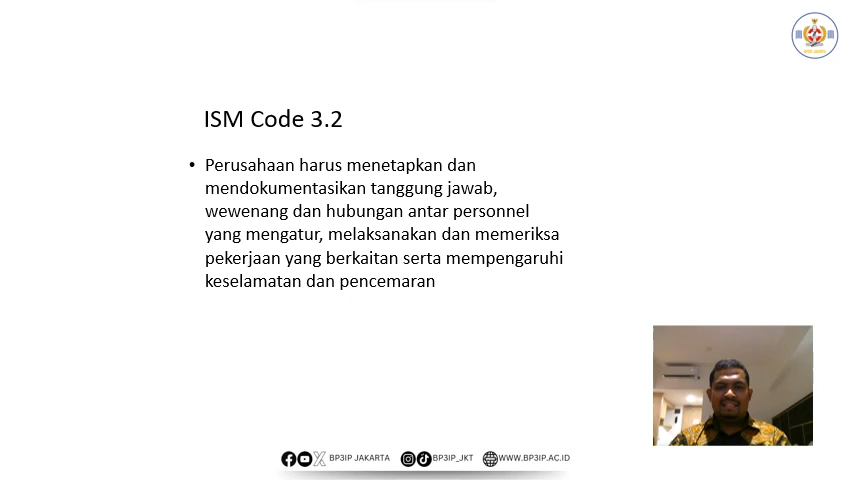 ISM Code 3.2
• Perusahaan harus menetapkan dan
mendokumentasikan tanggung jawab,
wewenang dan hubungan antar personnel
yang mengatur, melaksanakan dan memeriksa
pekerjaan yang berkaitan serta mempengaruhi
keselamatan dan pencemaran
BP3IP JAKARTA BP3IP_JKT WWW.BP3IP.AC.ID